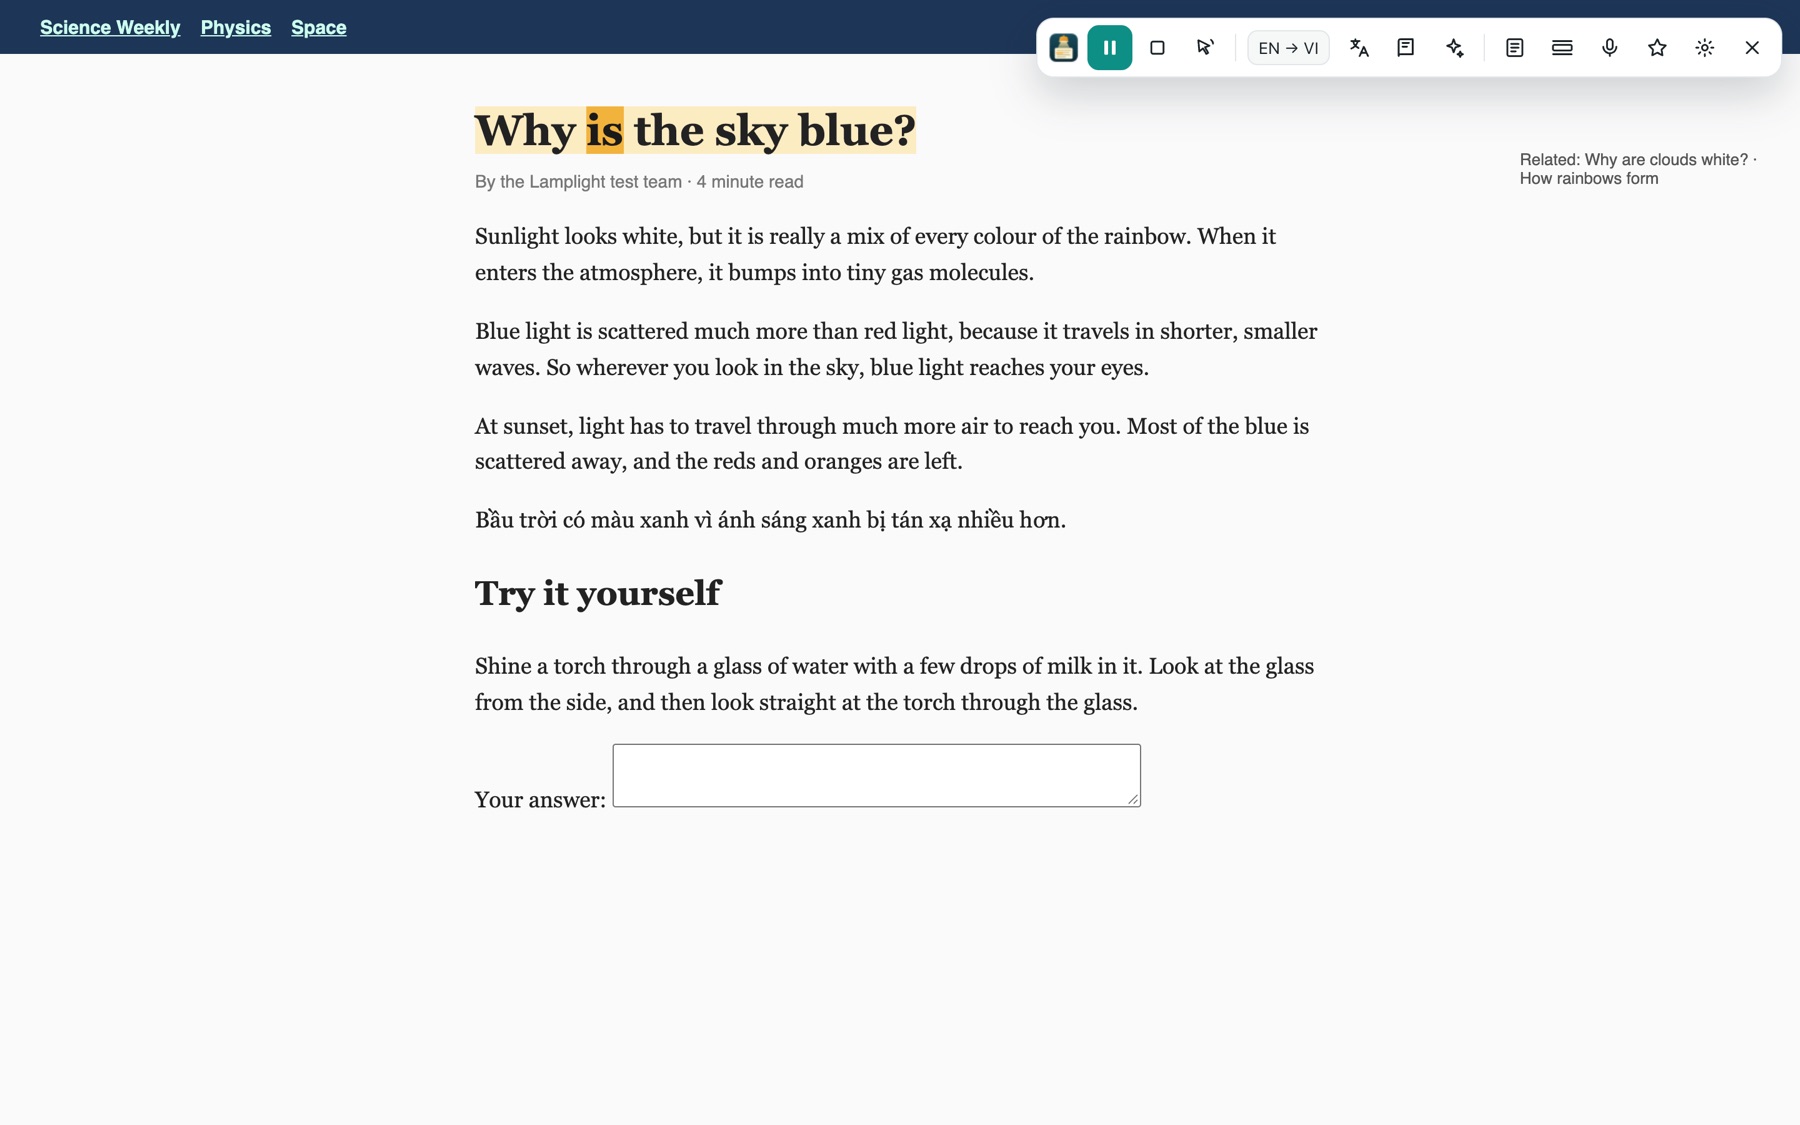 Science Weekly Physics Space
EN → VI
Why is the sky blue?
By the Lamplight test team · 4 minute read
Related: Why are clouds white? ·
How rainbows form
Sunlight looks white, but it is really a mix of every colour of the rainbow. When it
enters the atmosphere, it bumps into tiny gas molecules.
Blue light is scattered much more than red light, because it travels in shorter, smaller
waves. So wherever you look in the sky, blue light reaches your eyes.
At sunset, light has to travel through much more air to reach you. Most of the blue is
scattered away, and the reds and oranges are left.
Bầu trời có màu xanh vì ánh sáng xanh bị tán xạ nhiều hơn.
Try it yourself
Shine a torch through a glass of water with a few drops of milk in it. Look at the glass
from the side, and then look straight at the torch through the glass.
Your answer: